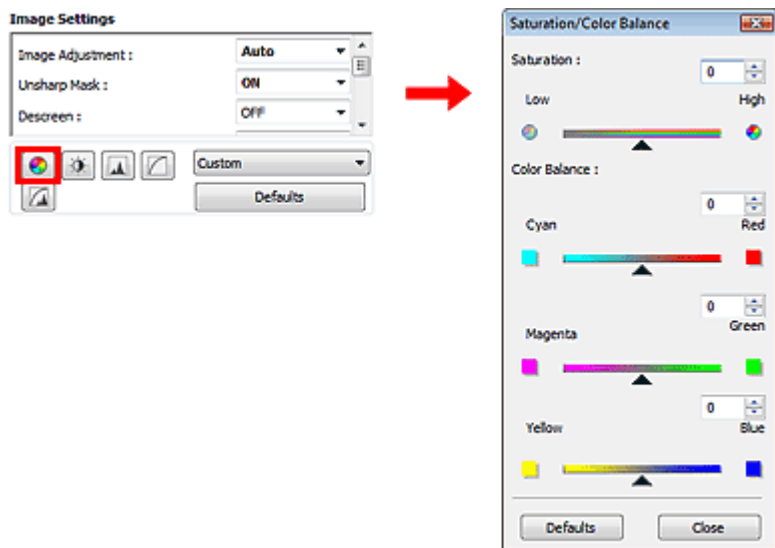 Image Settings
Image Adjustment : Auto
Unsharp Mask : ON
Descreen : OFF
Custom
Defaults
Saturation/Color Balance
Saturation :
0
Low High
Color Balance :
0
Cyan Red
0
Magenta Green
0
Yellow Blue
Defaults Close